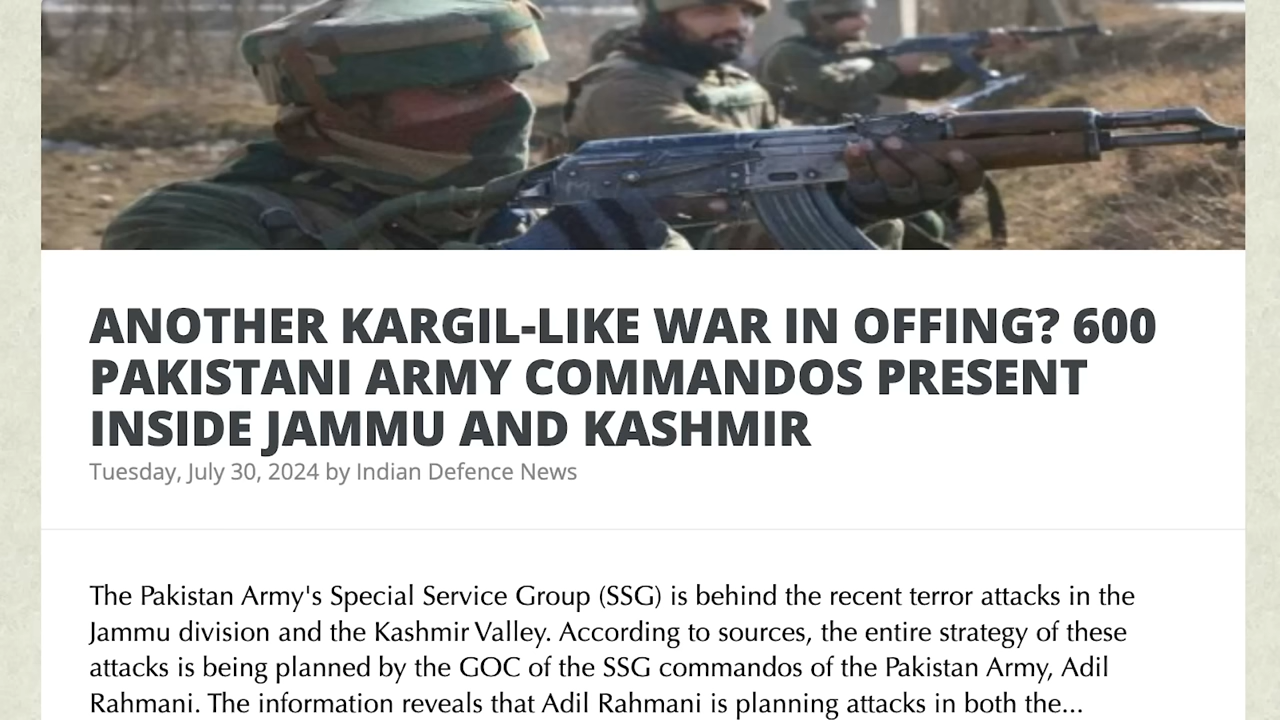 ANOTHER KARGIL-LIKE WAR IN OFFING? 600
PAKISTANI ARMY COMMANDOS PRESENT
INSIDE JAMMU AND KASHMIR
Tuesday, July 30, 2024 by Indian Defence News
The Pakistan Army's Special Service Group (SSG) is behind the recent terror attacks in the
Jammu division and the Kashmir Valley. According to sources, the entire strategy of these
attacks is being planned by the GOC of the SSG commandos of the Pakistan Army, Adil
Rahmani. The information reveals that Adil Rahmani is planning attacks in both the...